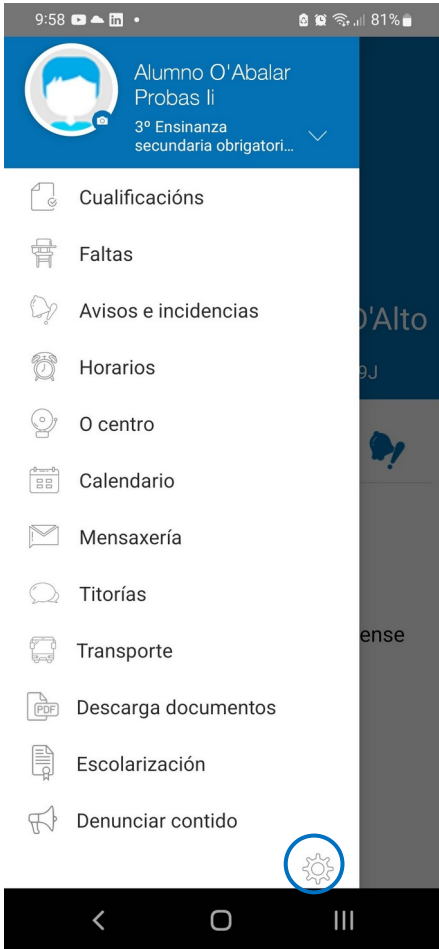 9:58
81%
Alumno O'Abalar
Probas Ii
3º Ensinanza
secundaria obrigatori...
Cualificacións
Faltas
Avisos e incidencias
O'Alto
Horarios
9J
O centro
Calendario
Mensaxería
Titorías
ense
Transporte
PDF Descarga documentos
Escolarización
Denunciar contido